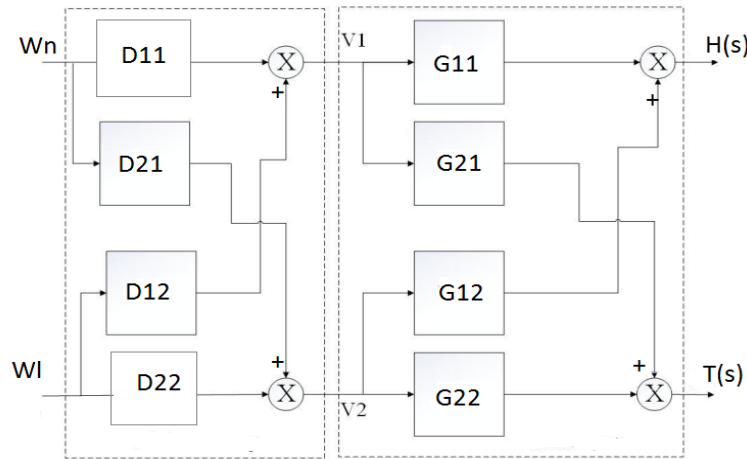 Wn
D11
X
V1
G11
X
H(s)
+
+
D21
G21
D12
G12
Wl
D22
+
X
V2
G22
+
X
T(s)